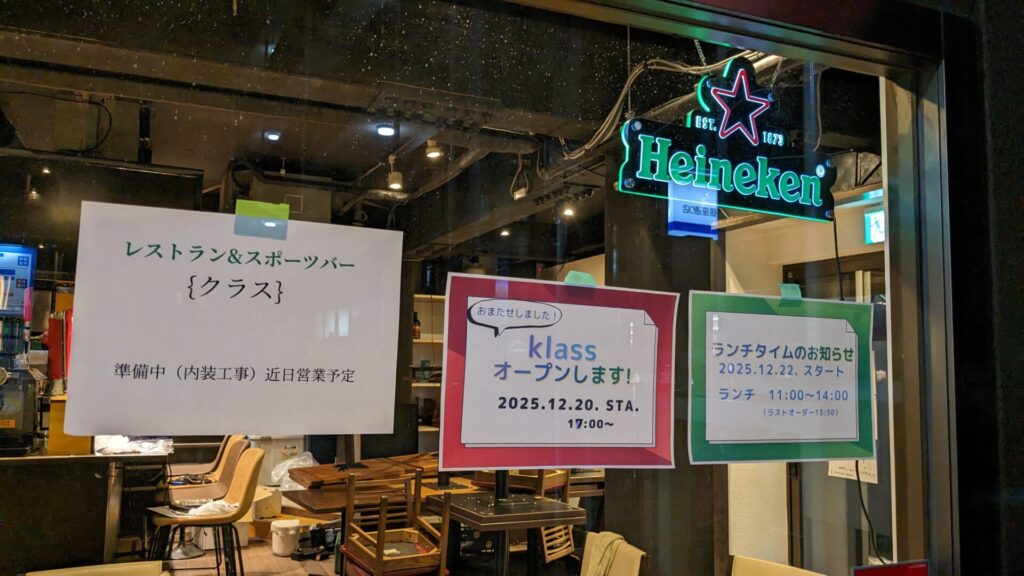 レストラン&スポーツバー
{クラス}
準備中（内装工事）近日営業予定
おまたせしました!
klass
オープンします!
2025.12.20. STA.
17:00～
ランチタイムのお知らせ
2025.12.22. スタート
ランチ 11:00～14:00
（ラストオーダー13:30）
EST. 1873
Heineken®